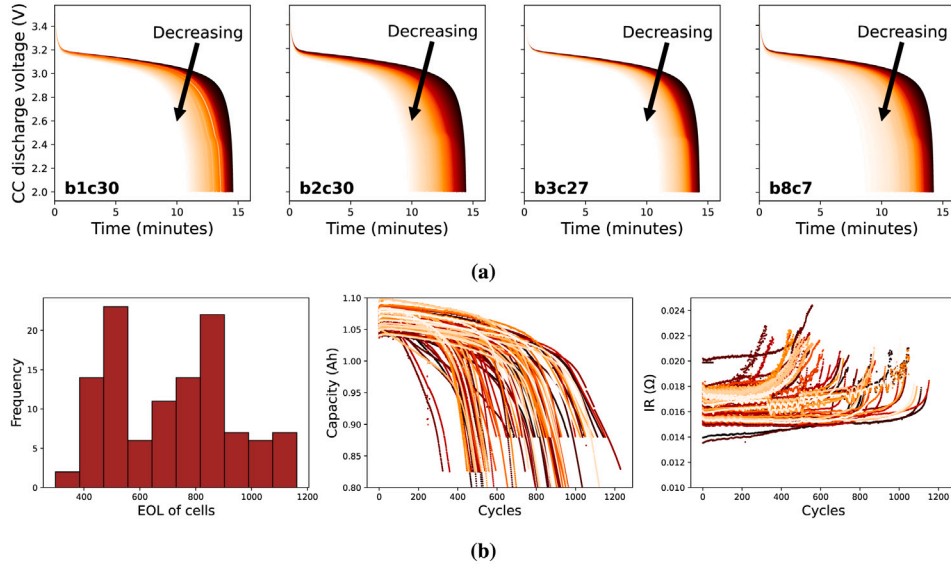 (a)
CC discharge voltage (V)
3.4
3.2
3.0
2.8
2.6
2.4
2.2
2.0
Decreasing
b1c30
0 5 10 15
Time (minutes)
Decreasing
b2c30
0 5 10 15
Time (minutes)
Decreasing
b3c27
0 5 10 15
Time (minutes)
Decreasing
b8c7
0 5 10 15
Time (minutes)
(a)
Frequency
20
15
10
5
0
400 600 800 1000 1200
EOL of cells
Capacity (Ah)
1.10
1.05
1.00
0.95
0.90
0.85
0.80
0 200 400 600 800 1000 1200
Cycles
IR (Ω)
0.024
0.022
0.020
0.018
0.016
0.014
0.012
0.010
0 200 400 600 800 1000 1200
Cycles
(b)